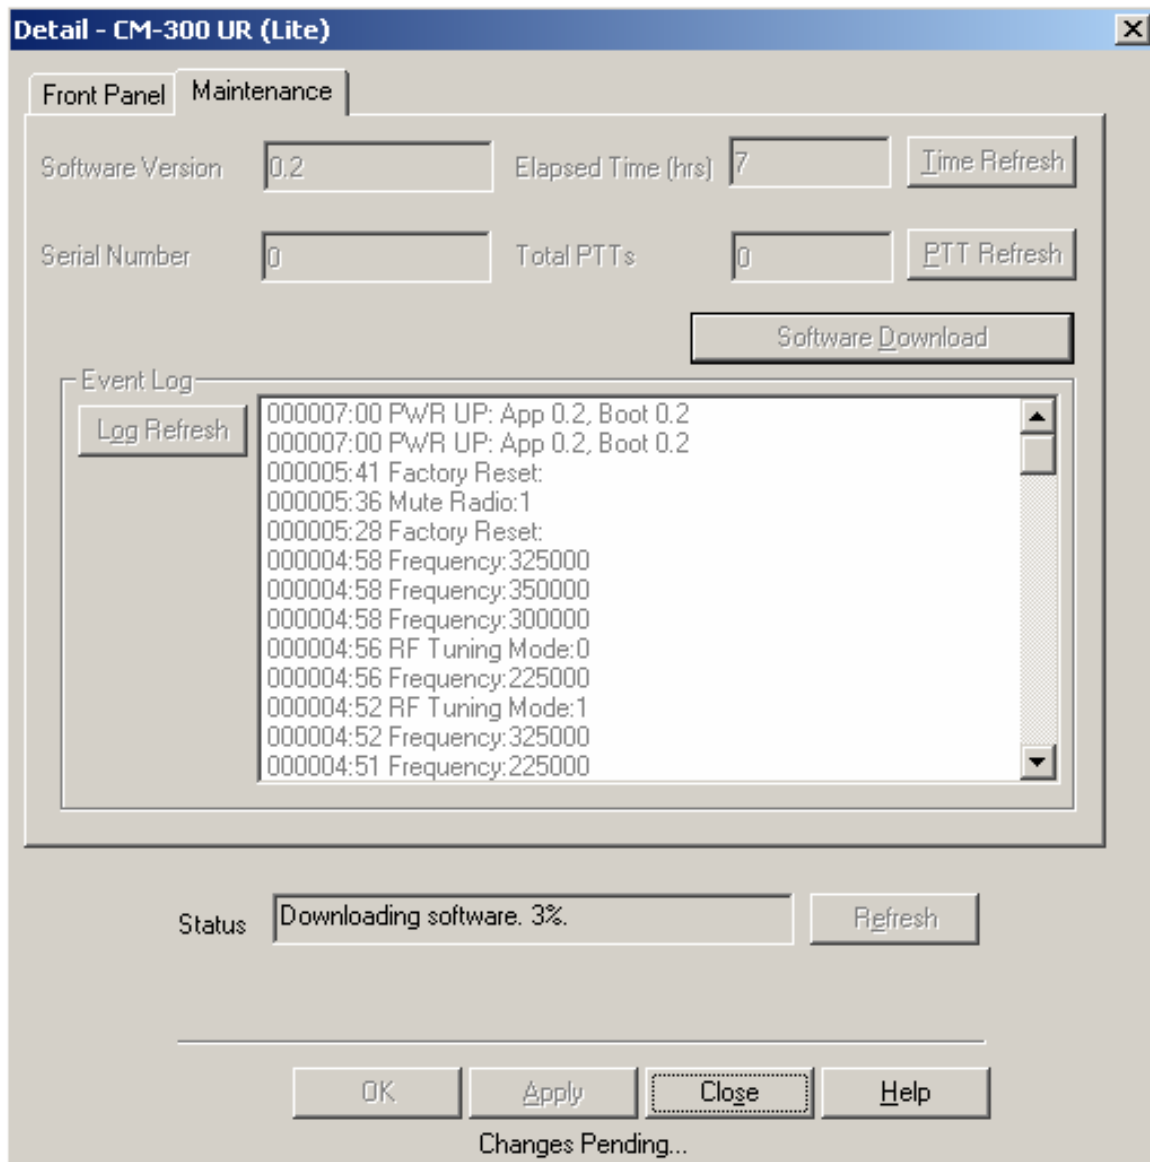 Detail - CM-300 UR (Lite)
Front Panel Maintenance
Software Version 0.2 Elapsed Time (hrs) 7 Time Refresh
Serial Number 0 Total PTTs 0 PTT Refresh
Software Download
Event Log
Log Refresh
000007:00 PWR UP: App 0.2, Boot 0.2
000007:00 PWR UP: App 0.2, Boot 0.2
000005:41 Factory Reset:
000005:36 Mute Radio:1
000005:28 Factory Reset:
000004:58 Frequency:325000
000004:58 Frequency:350000
000004:58 Frequency:300000
000004:56 RF Tuning Mode:0
000004:56 Frequency:225000
000004:52 RF Tuning Mode:1
000004:52 Frequency:325000
000004:51 Frequency:225000
Status Downloading software. 3%. Refresh
OK Apply Close Help
Changes Pending...